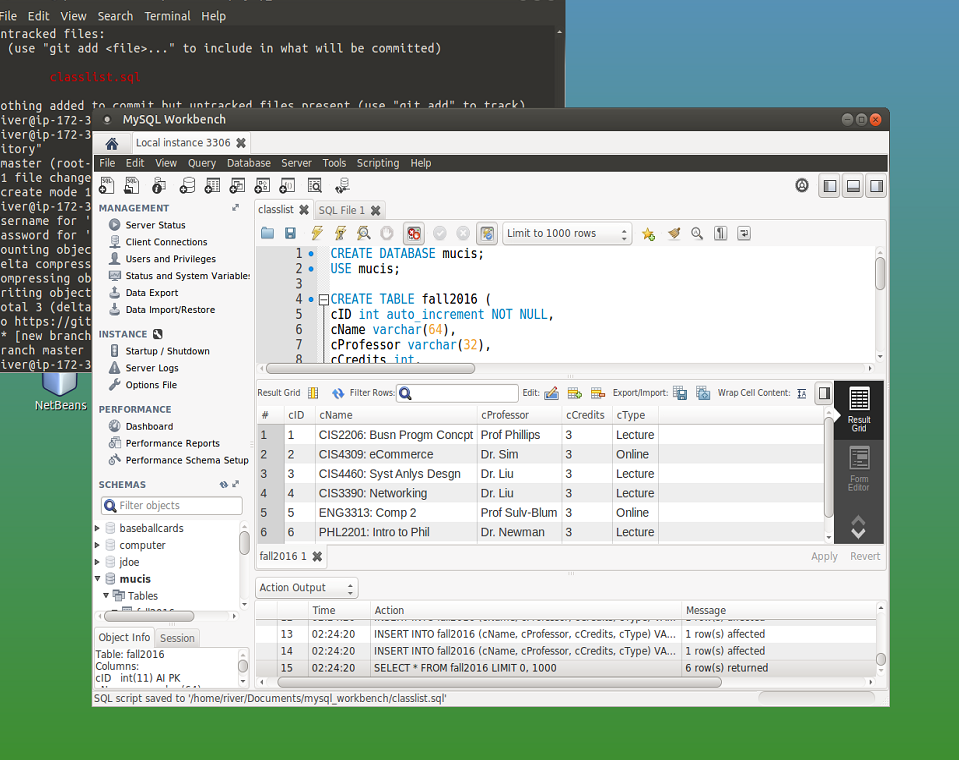 File Edit View Search Terminal Help
ntracked files:
(use "git add <file>..." to include in what will be committed)
classlist.sql
othing added to commit but untracked files present (use "git add" to track)
iver@ip-172-3
iver@ip-172-3
itory"
master (root-
1 file change
create mode 1
iver@ip-172-3
sername for '
assword for '
ounting objec
elta compress
ompressing ob
riting object
otal 3 (delta
o https://git
* [new branch
ranch master
iver@ip-172-3
NetBeans
MySQL Workbench
Local instance 3306
File Edit View Query Database Server Tools Scripting Help
MANAGEMENT
Server Status
Client Connections
Users and Privileges
Status and System Variables
Data Export
Data Import/Restore
INSTANCE
Startup / Shutdown
Server Logs
Options File
PERFORMANCE
Dashboard
Performance Reports
Performance Schema Setup
SCHEMAS
Filter objects
baseballcards
computer
jdoe
mucis
Tables
fall2016
Object Info Session
Table: fall2016
Columns:
cID int(11) AI PK
classlist SQL File 1
Limit to 1000 rows
1 CREATE DATABASE mucis;
2 USE mucis;
3
4 CREATE TABLE fall2016 (
5 cID int auto_increment NOT NULL,
6 cName varchar(64),
7 cProfessor varchar(32),
8 cCredits int,
Result Grid Filter Rows: Edit: Export/Import: Wrap Cell Content:
# cID cName cProfessor cCredits cType
1 1 CIS2206: Busn Progm Concpt Prof Phillips 3 Lecture
2 2 CIS4309: eCommerce Dr. Sim 3 Online
3 3 CIS4460: Syst Anlys Desgn Dr. Liu 3 Lecture
4 4 CIS3390: Networking Dr. Liu 3 Lecture
5 5 ENG3313: Comp 2 Prof Sulv-Blum 3 Online
6 6 PHL2201: Intro to Phil Dr. Newman 3 Lecture
Result
Grid
Form
Editor
fall2016 1 Apply Revert
Action Output
Time Action Message
13 02:24:20 INSERT INTO fall2016 (cName, cProfessor, cCredits, cType) VA... 1 row(s) affected
14 02:24:20 INSERT INTO fall2016 (cName, cProfessor, cCredits, cType) VA... 1 row(s) affected
15 02:24:20 SELECT * FROM fall2016 LIMIT 0, 1000 6 row(s) returned
SQL script saved to '/home/river/Documents/mysql_workbench/classlist.sql'